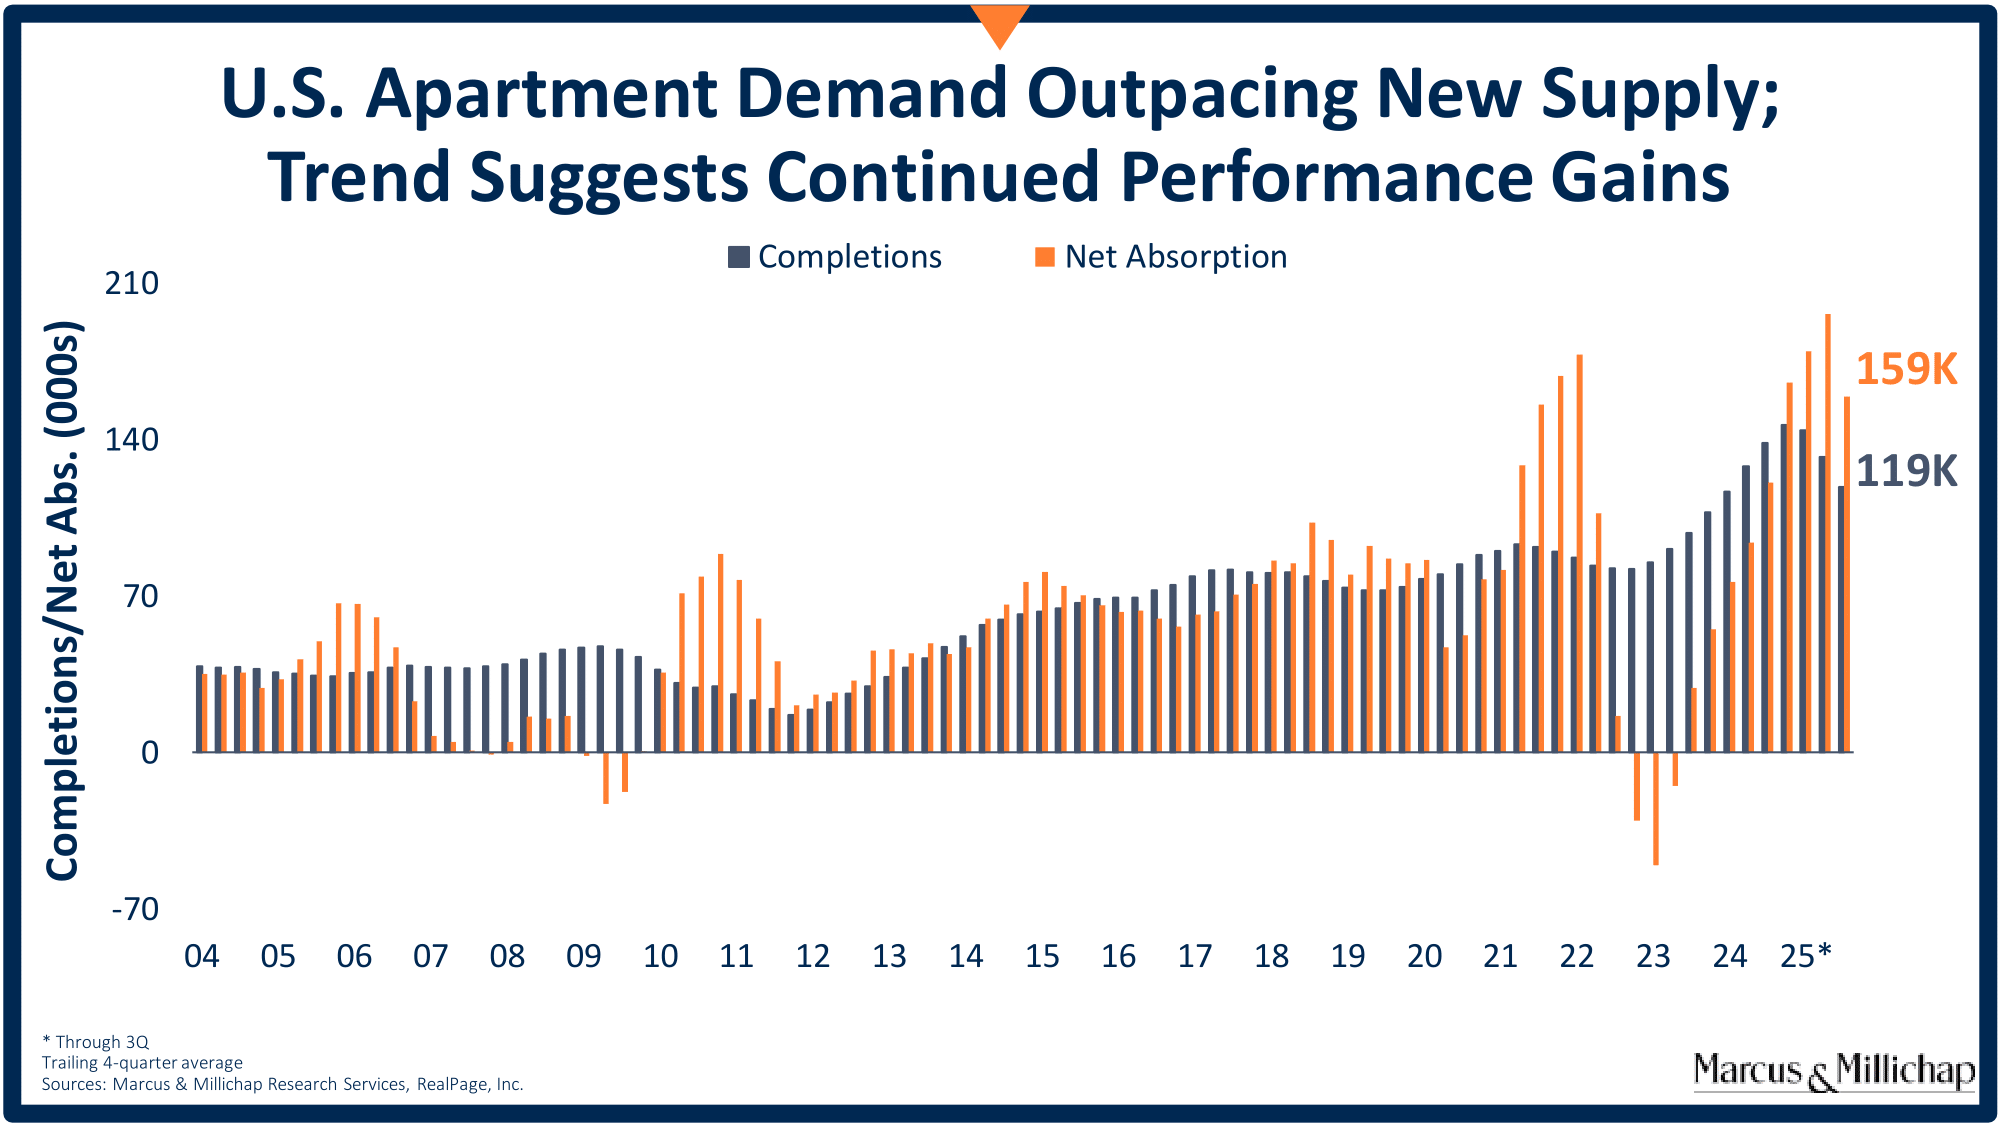 U.S. Apartment Demand Outpacing New Supply;
Trend Suggests Continued Performance Gains
Completions
Net Absorption
Completions/Net Abs. (000s)
210
140
70
0
-70
159K
119K
04 05 06 07 08 09 10 11 12 13 14 15 16 17 18 19 20 21 22 23 24 25*
* Through 3Q
Trailing 4-quarter average
Sources: Marcus & Millichap Research Services, RealPage, Inc.
Marcus & Millichap